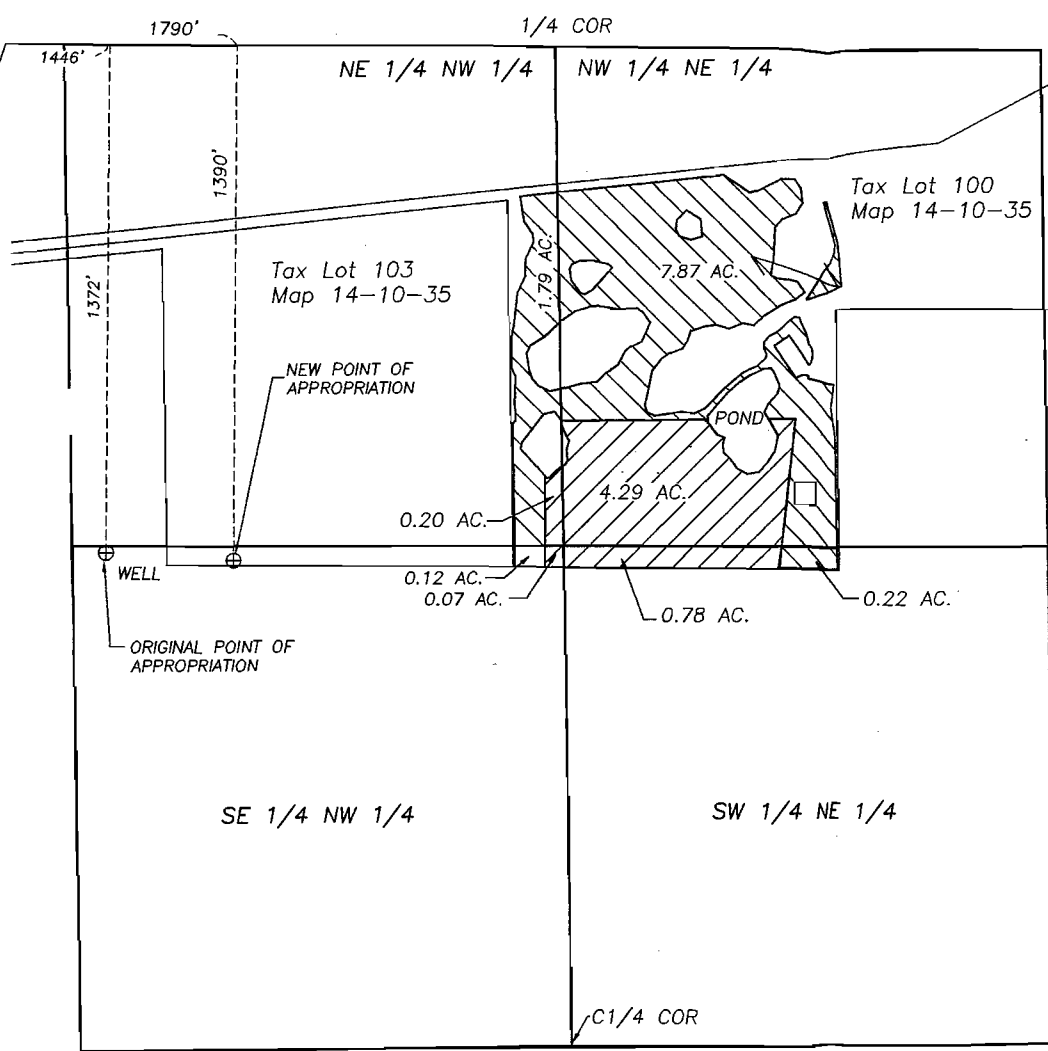 1790'
1/4 COR
1446'
NE 1/4 NW 1/4
NW 1/4 NE 1/4
1390'
1372'
Tax Lot 100
Map 14-10-35
Tax Lot 103
Map 14-10-35
1.79 AC.
7.87 AC.
NEW POINT OF
APPROPRIATION
POND
4.29 AC.
0.20 AC.
WELL
0.12 AC.
0.07 AC.
0.78 AC.
0.22 AC.
ORIGINAL POINT OF
APPROPRIATION
SE 1/4 NW 1/4
SW 1/4 NE 1/4
C1/4 COR